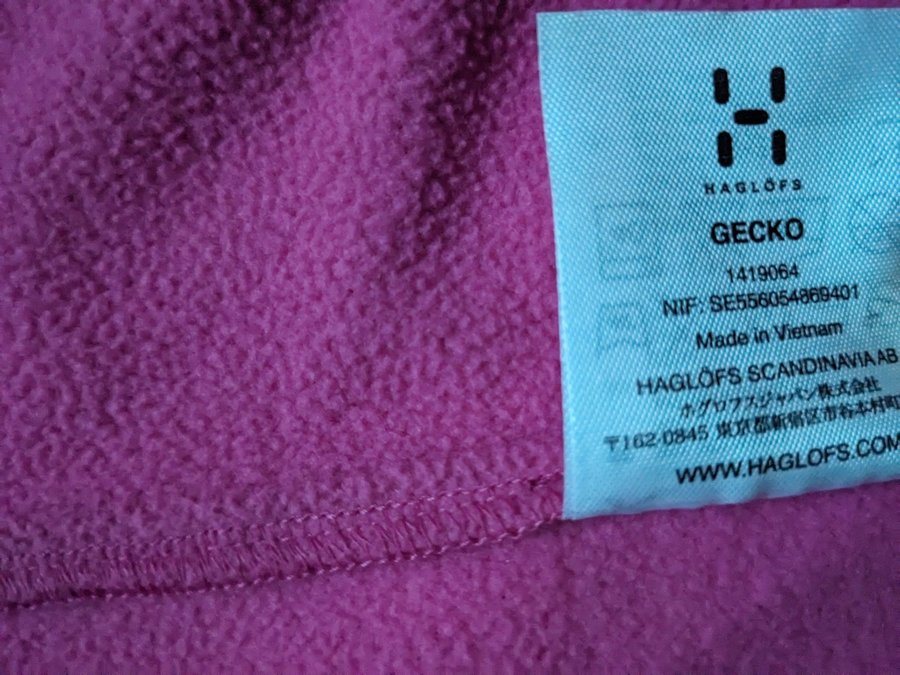 HAGLÖFS
GECKO
1419064
NIF: SE556054869401
Made in Vietnam
HAGLÖFS SCANDINAVIA AB
ホグロフスジャパン株式会社
〒162-0845 東京都新宿区市谷本村町
WWW.HAGLOFS.COM